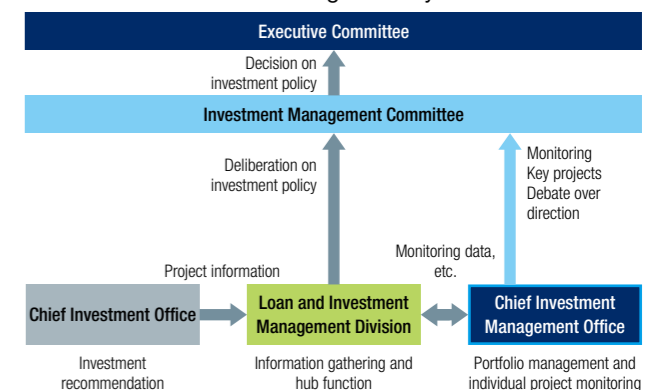 Executive Committee
Decision on
investment policy
Investment Management Committee
Deliberation on
investment policy
Monitoring
Key projects
Debate over
direction
Monitoring data,
etc.
Project information
Chief Investment Office
Loan and Investment
Management Division
Chief Investment
Management Office
Investment
recommendation
Information gathering and
hub function
Portfolio management and
individual project monitoring